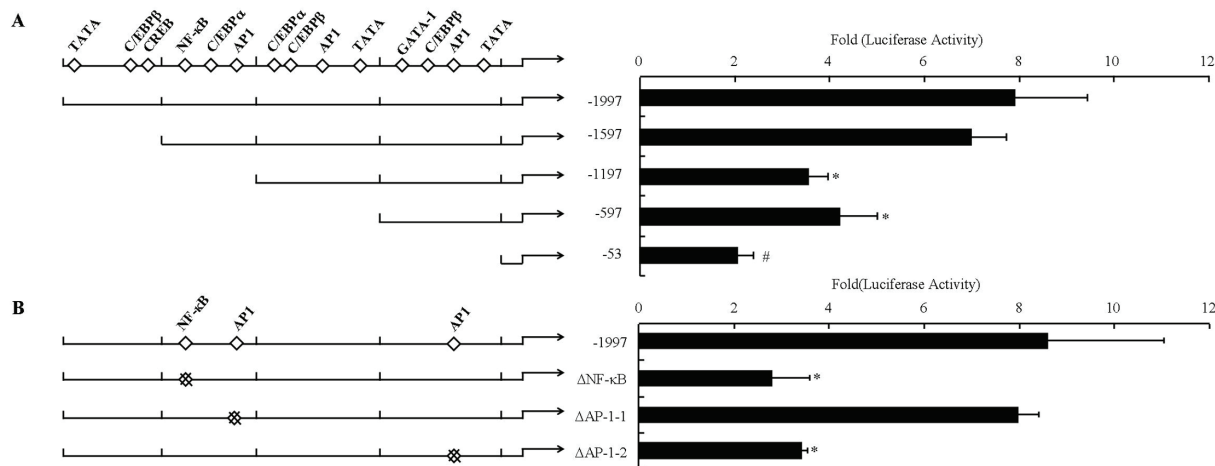 A
TATA C/EBPβ CREB NF-κB C/EBPα AP1 C/EBPα C/EBPβ AP1 TATA GATA-1 C/EBPβ AP1 TATA
Fold (Luciferase Activity)
0 2 4 6 8 10 12
-1997
-1597
-1197 *
-597 *
-53 #
B
NF-κB AP1 AP1
Fold(Luciferase Activity)
0 2 4 6 8 10 12
-1997
ΔNF-κB *
ΔAP-1-1
ΔAP-1-2 *